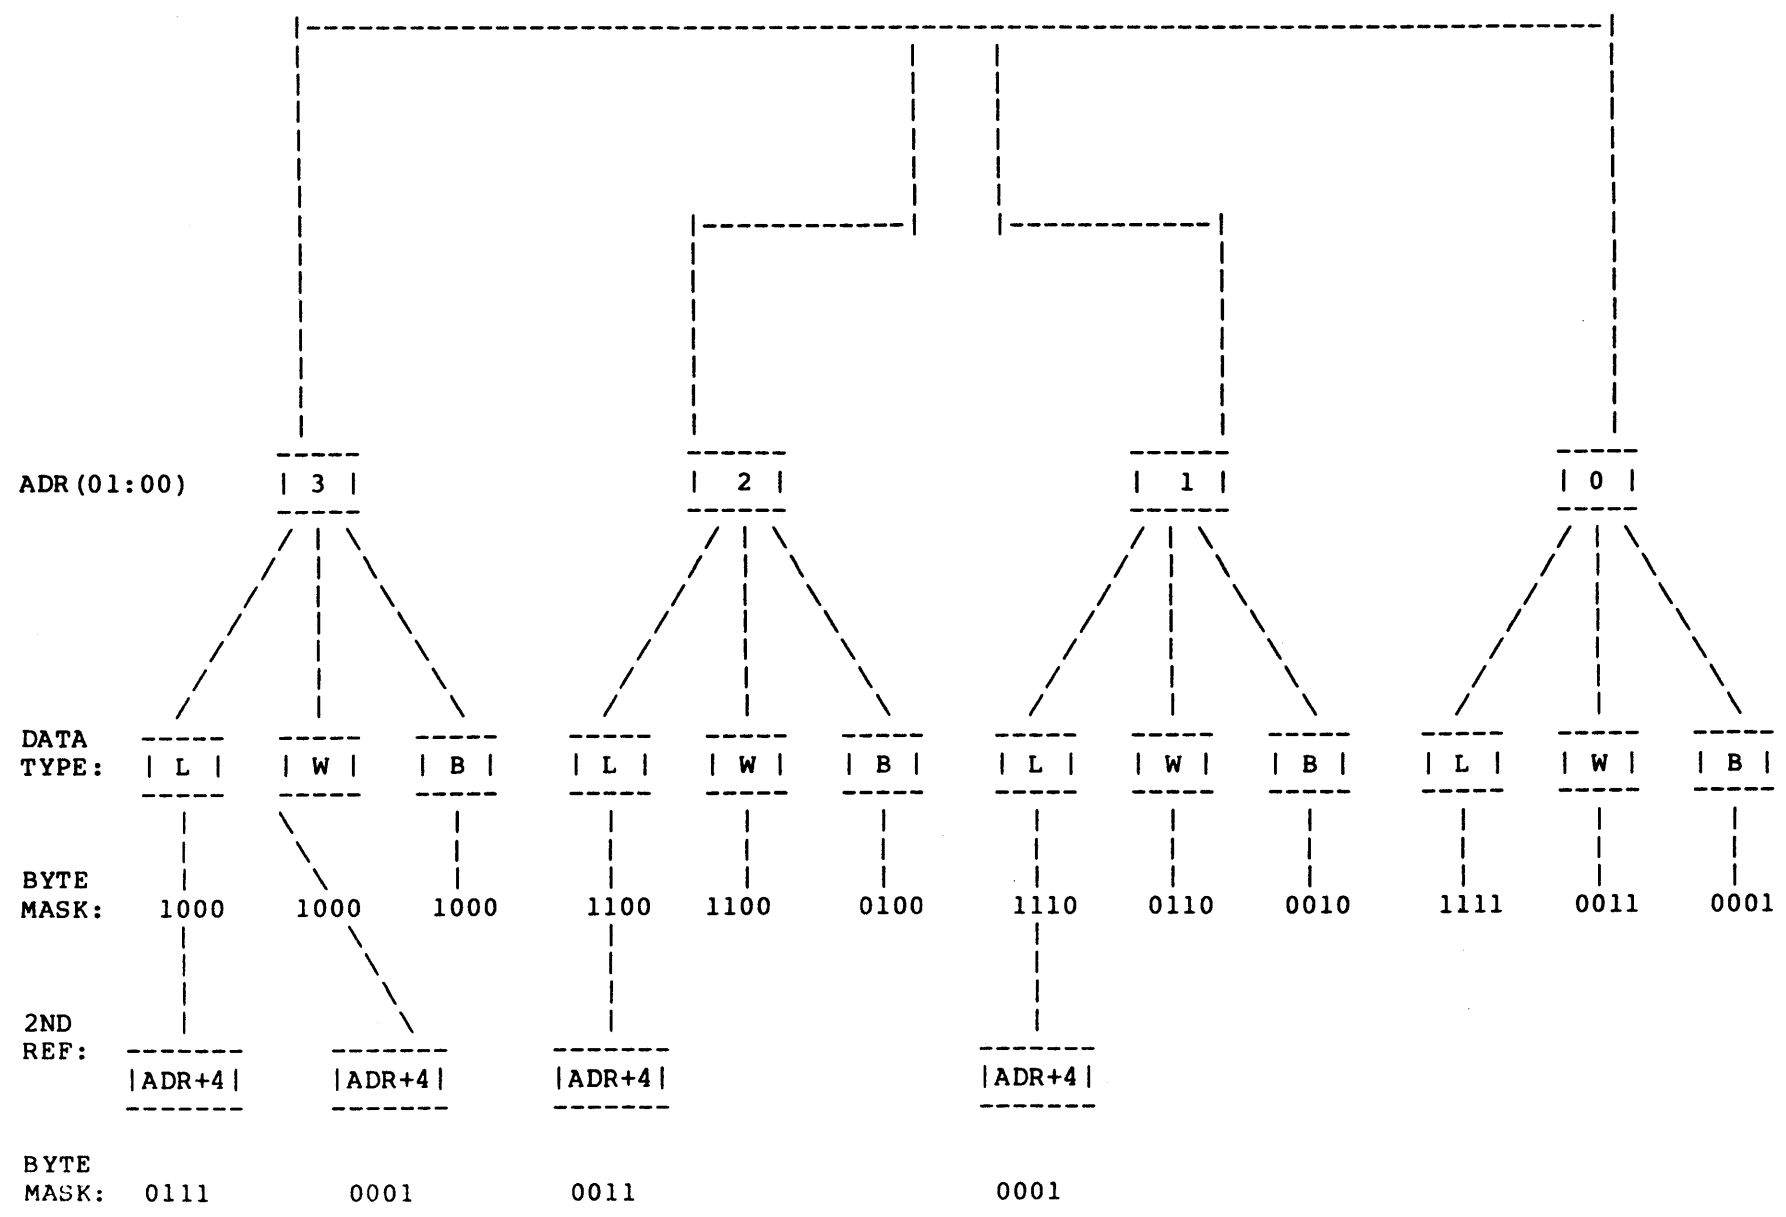 ADR(01:00) | 3 | | 2 | | 1 | | 0 |
DATA
TYPE: | L | | W | | B | | L | | W | | B | | L | | W | | B | | L | | W | | B |
BYTE
MASK: 1000 1000 1000 1100 1100 0100 1110 0110 0010 1111 0011 0001
2ND
REF:
|ADR+4| |ADR+4| |ADR+4| |ADR+4|
BYTE
MASK: 0111 0001 0011 0001